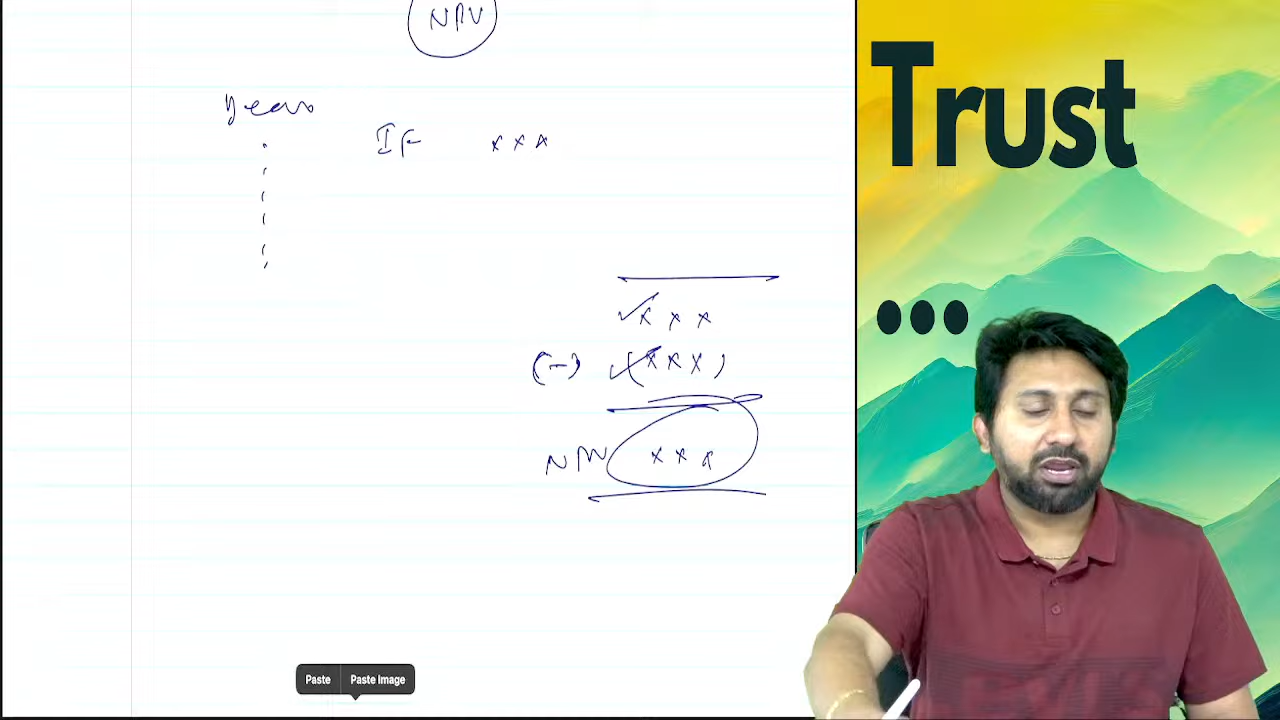 NPV
Years
IF xxx
xxx
(-) (xxx)
NPV xxx
Trust
...
Paste Paste Image